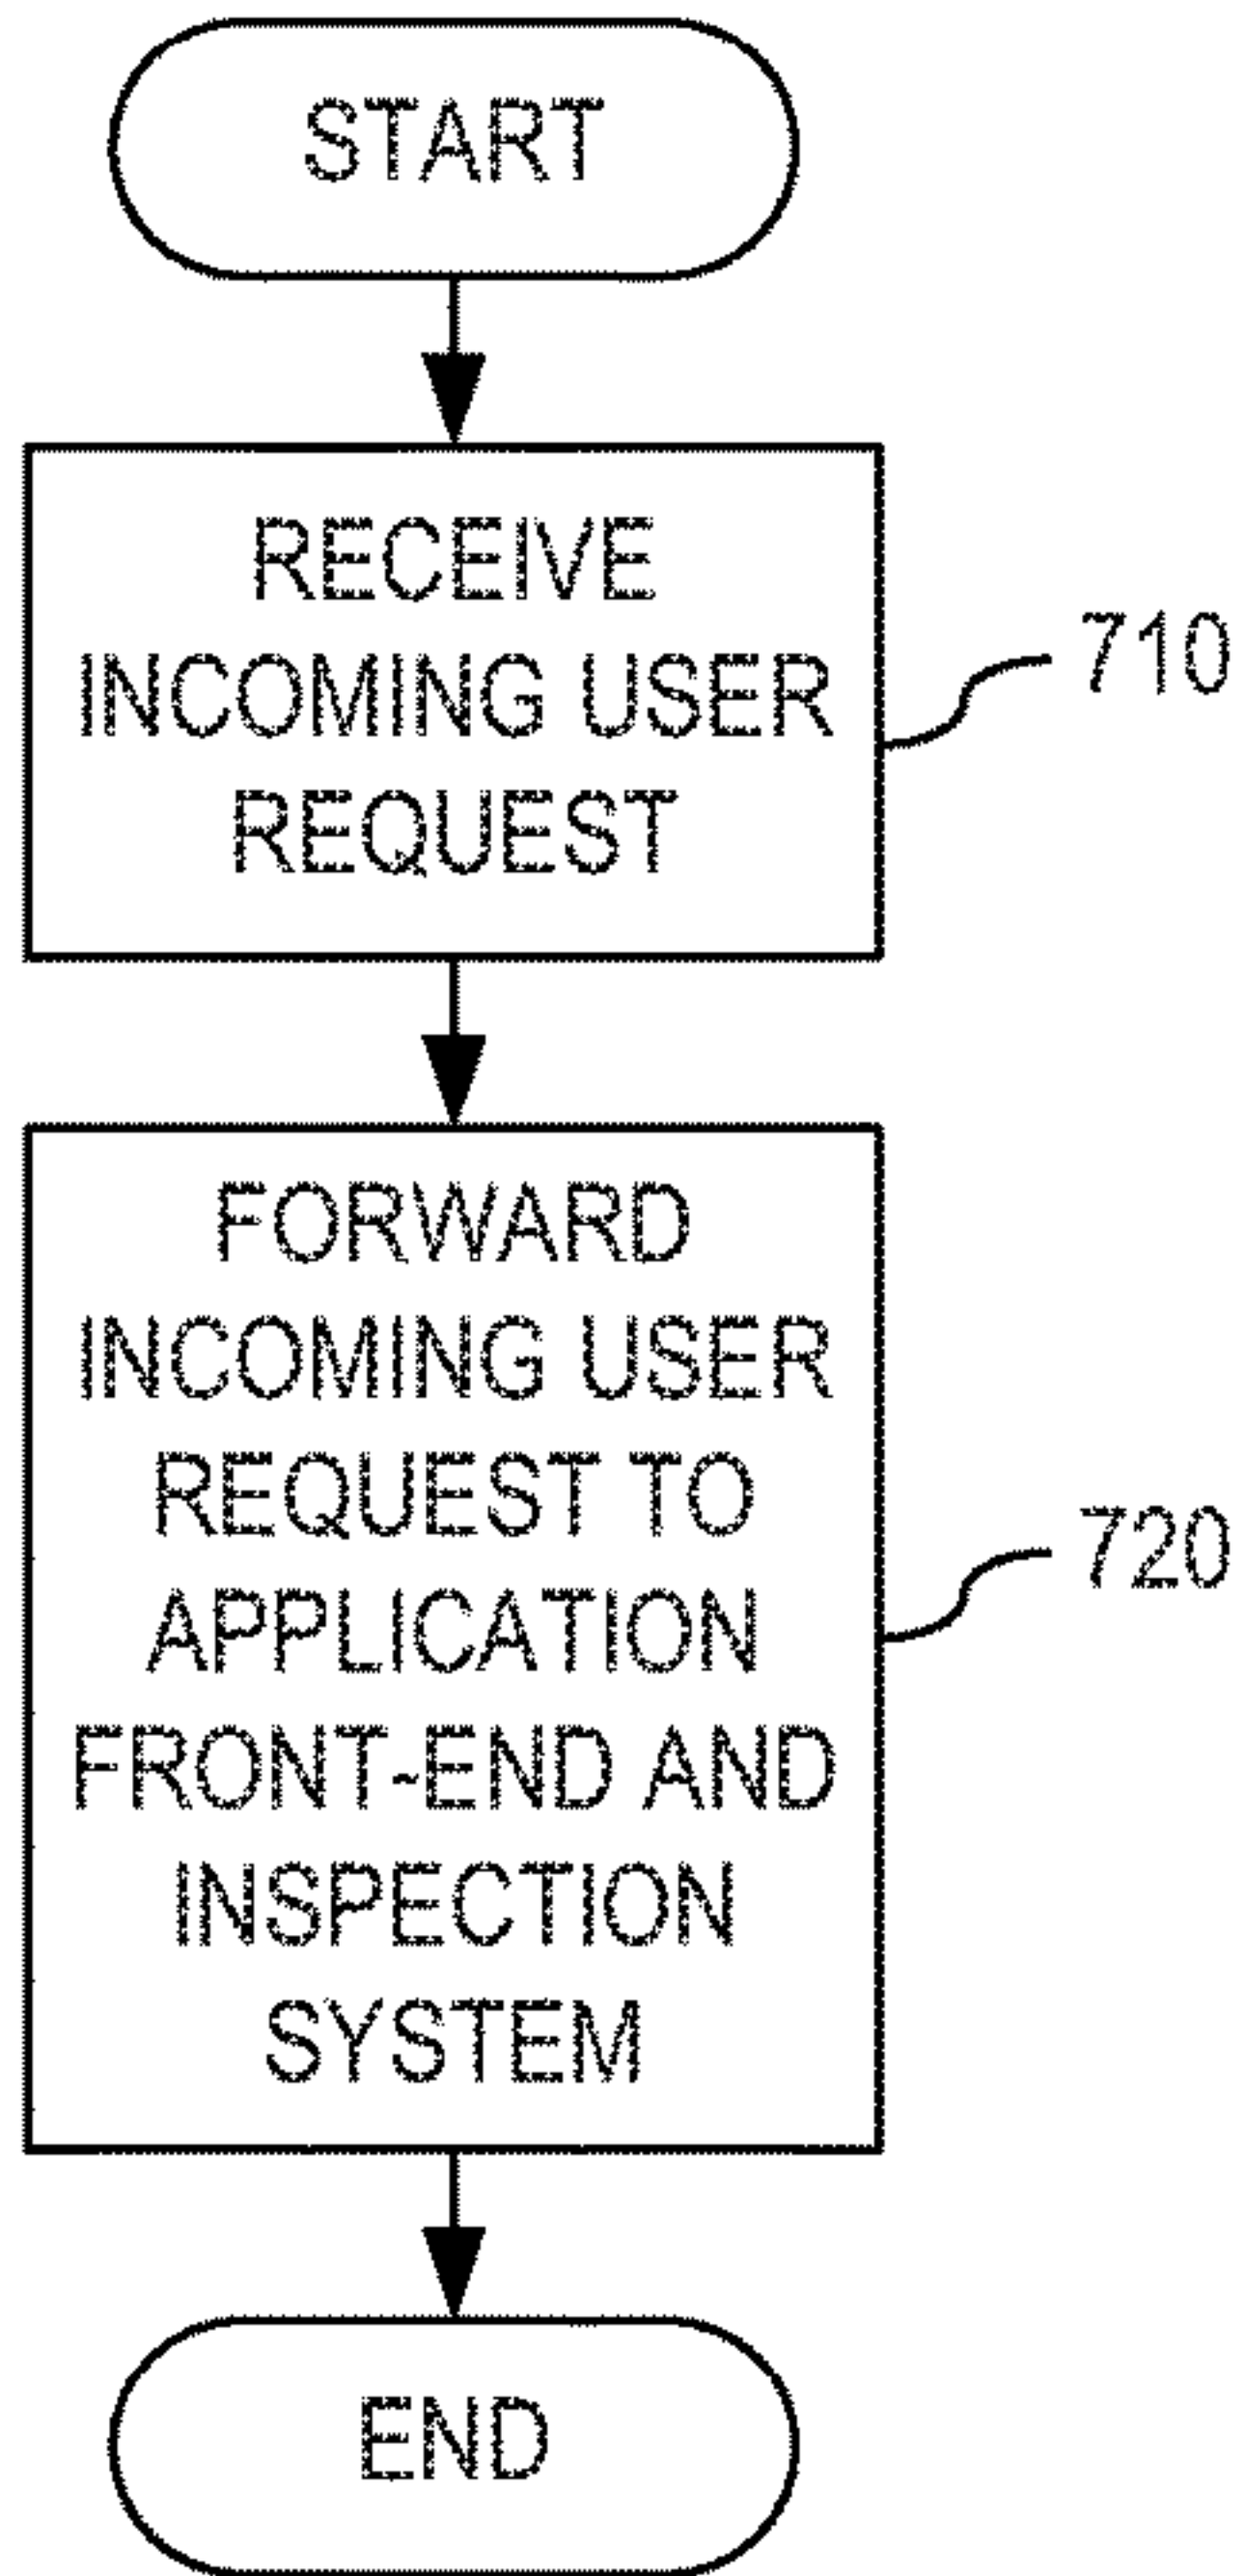 START
RECEIVE
INCOMING USER
REQUEST
710
FORWARD
INCOMING USER
REQUEST TO
APPLICATION
FRONT-END AND
INSPECTION
SYSTEM
720
END